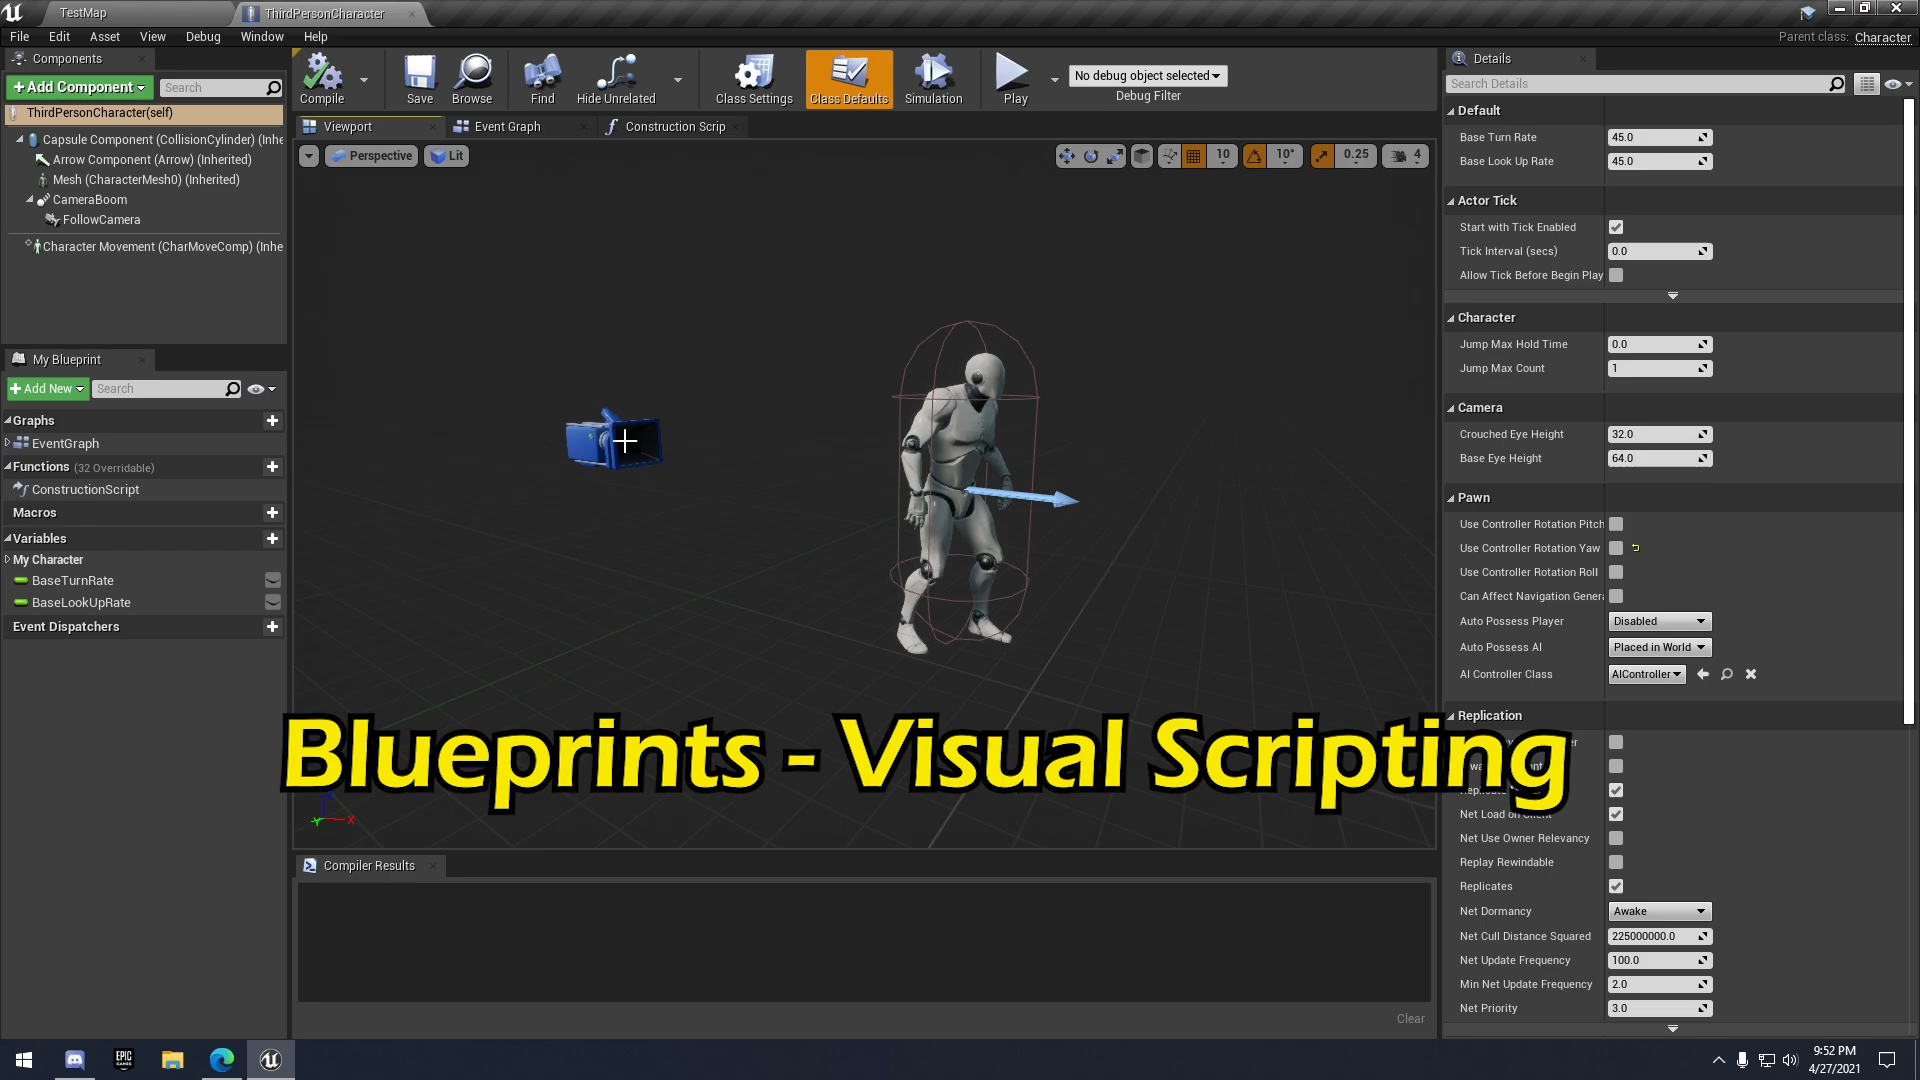 TestMap
ThirdPersonCharacter
File Edit Asset View Debug Window Help
Parent class: Character
Components
+Add Component
Search
ThirdPersonCharacter(self)
Capsule Component (CollisionCylinder) (Inhe
Arrow Component (Arrow) (Inherited)
Mesh (CharacterMesh0) (Inherited)
CameraBoom
FollowCamera
Character Movement (CharMoveComp) (Inhe
My Blueprint
+Add New
Search
Graphs
EventGraph
Functions (32 Overridable)
ConstructionScript
Macros
Variables
My Character
BaseTurnRate
BaseLookUpRate
Event Dispatchers
Compile
Save
Browse
Find
Hide Unrelated
Class Settings
Class Defaults
Simulation
Play
No debug object selected
Debug Filter
Viewport
Event Graph
Construction Scrip
Perspective
Lit
10
10°
0.25
4
X
Blueprints - Visual Scripting
Compiler Results
Clear
Details
Search Details
Default
Base Turn Rate 45.0
Base Look Up Rate 45.0
Actor Tick
Start with Tick Enabled
Tick Interval (secs) 0.0
Allow Tick Before Begin Play
Character
Jump Max Hold Time 0.0
Jump Max Count 1
Camera
Crouched Eye Height 32.0
Base Eye Height 64.0
Pawn
Use Controller Rotation Pitch
Use Controller Rotation Yaw
Use Controller Rotation Roll
Can Affect Navigation Genera
Auto Possess Player Disabled
Auto Possess AI Placed in World
AI Controller Class AIController
Replication
Net Load on Client
Net Use Owner Relevancy
Replay Rewindable
Replicates
Net Dormancy Awake
Net Cull Distance Squared 225000000.0
Net Update Frequency 100.0
Min Net Update Frequency 2.0
Net Priority 3.0
EPIC GAMES
9:52 PM
4/27/2021